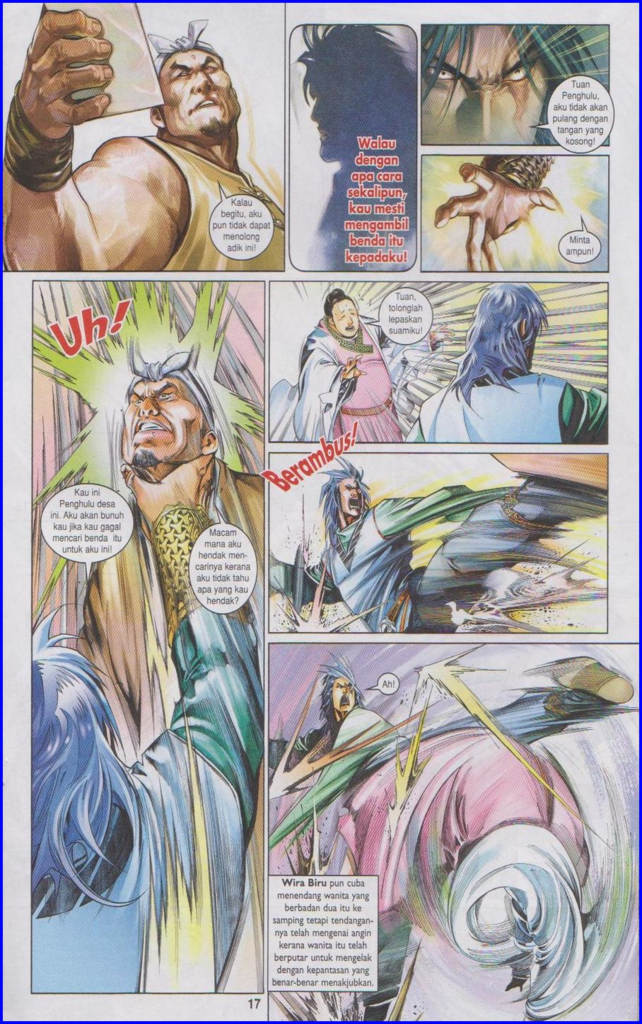 Kalau
begitu, aku
pun tidak dapat
menolong
adik ini!
Walau
dengan
apa cara
sekalipun,
kau mesti
mengambil
benda itu
kepadaku!
Tuan
Penghulu,
aku tidak akan
pulang dengan
tangan yang
kosong!
Minta
ampun!
Uh!
Kau ini
Penghulu desa
ini. Aku akan bunuh
kau jika kau gagal
mencari benda itu
untuk aku ini!
Macam
mana aku
hendak men-
carinya kerana
aku tidak tahu
apa yang kau
hendak?
Tuan,
tolonglah
lepaskan
suamiku!
Berambus!
Ah!
Wira Biru pun cuba
menendang wanita yang
berbadan dua itu ke
samping tetapi tendangan-
nya telah mengenai angin
kerana wanita itu telah
berputar untuk mengelak
dengan kepantasan yang
benar-benar menakjubkan.
17